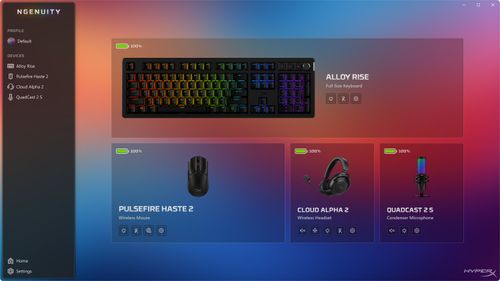 NGENUITY
PROFILE
Default
DEVICES
Alloy Rise
Pulsefire Haste 2
Cloud Alpha 2
QuadCast 2 S
Home
Settings
100%
ALLOY RISE
Full Size Keyboard
100%
PULSEFIRE HASTE 2
Wireless Mouse
100%
CLOUD ALPHA 2
Wireless Headset
100%
QUADCAST 2 S
Condenser Microphone
HYPERX